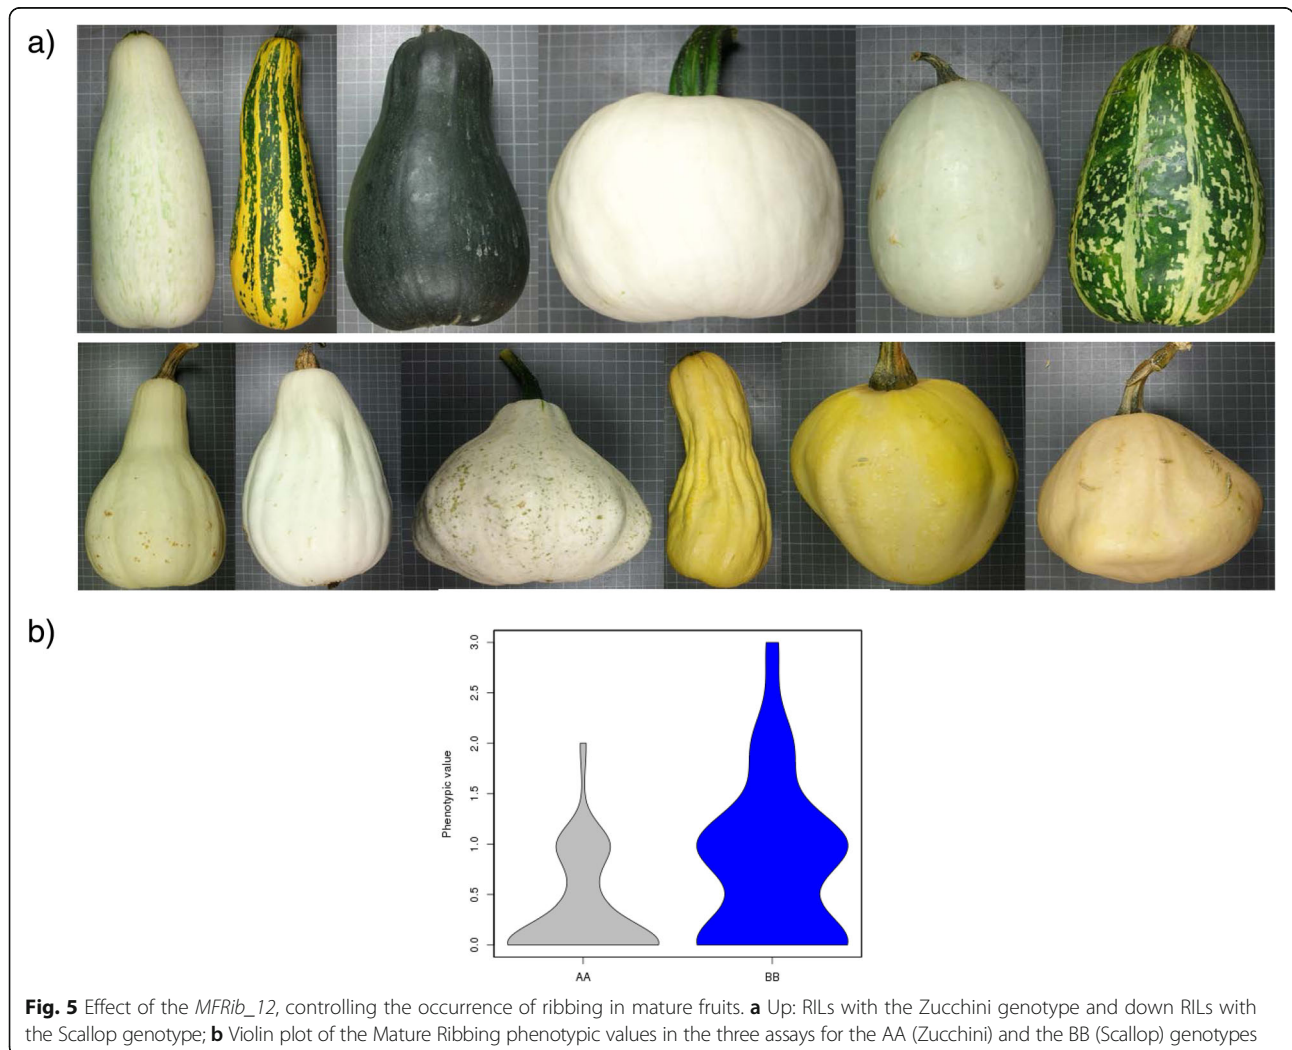 a)
b)
3.0
2.5
2.0
1.5
1.0
0.5
0.0
Phenotypic value
AA
BB
Fig. 5 Effect of the MFRib_12, controlling the occurrence of ribbing in mature fruits. a Up: RILs with the Zucchini genotype and down RILs with
the Scallop genotype; b Violin plot of the Mature Ribbing phenotypic values in the three assays for the AA (Zucchini) and the BB (Scallop) genotypes